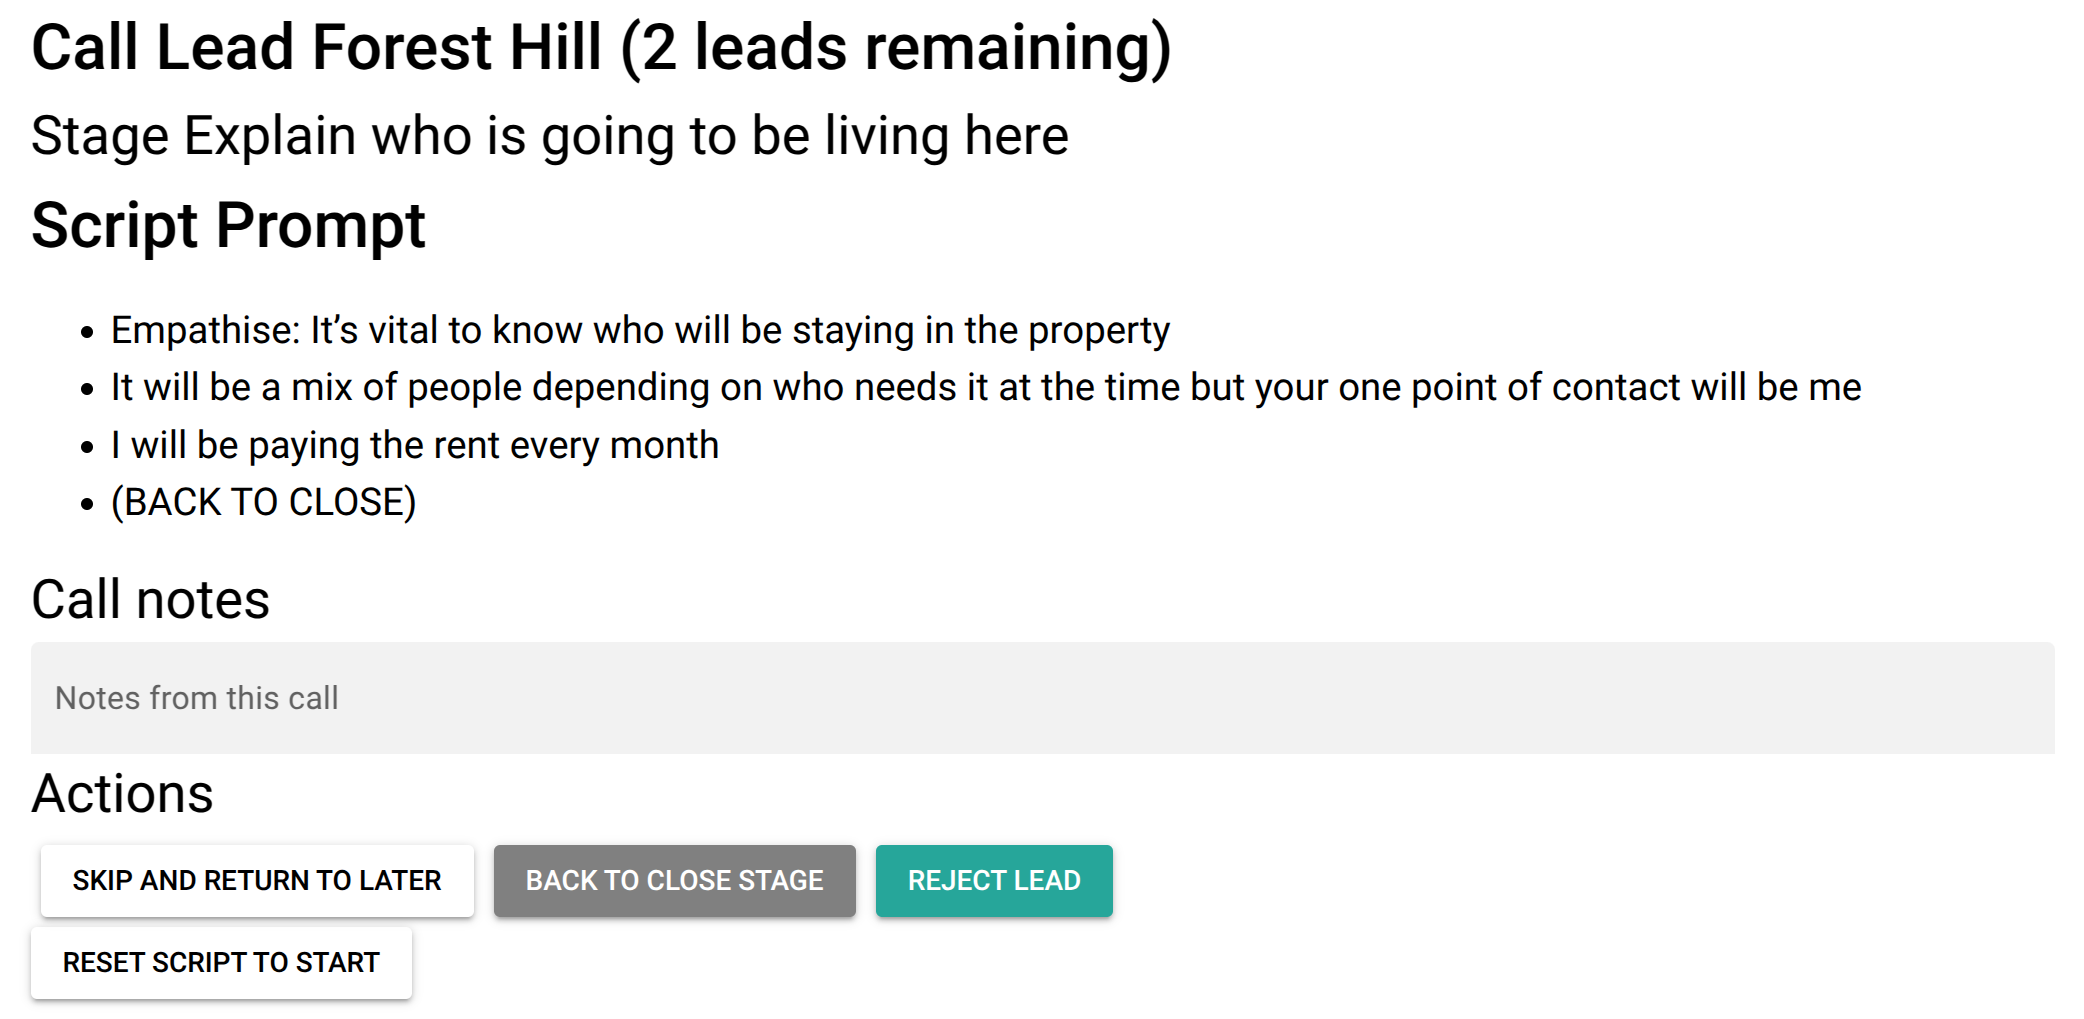 Call Lead Forest Hill (2 leads remaining)
Stage Explain who is going to be living here
Script Prompt
• Empathise: It’s vital to know who will be staying in the property
• It will be a mix of people depending on who needs it at the time but your one point of contact will be me
• I will be paying the rent every month
• (BACK TO CLOSE)
Call notes
Notes from this call
Actions
SKIP AND RETURN TO LATER BACK TO CLOSE STAGE REJECT LEAD
RESET SCRIPT TO START